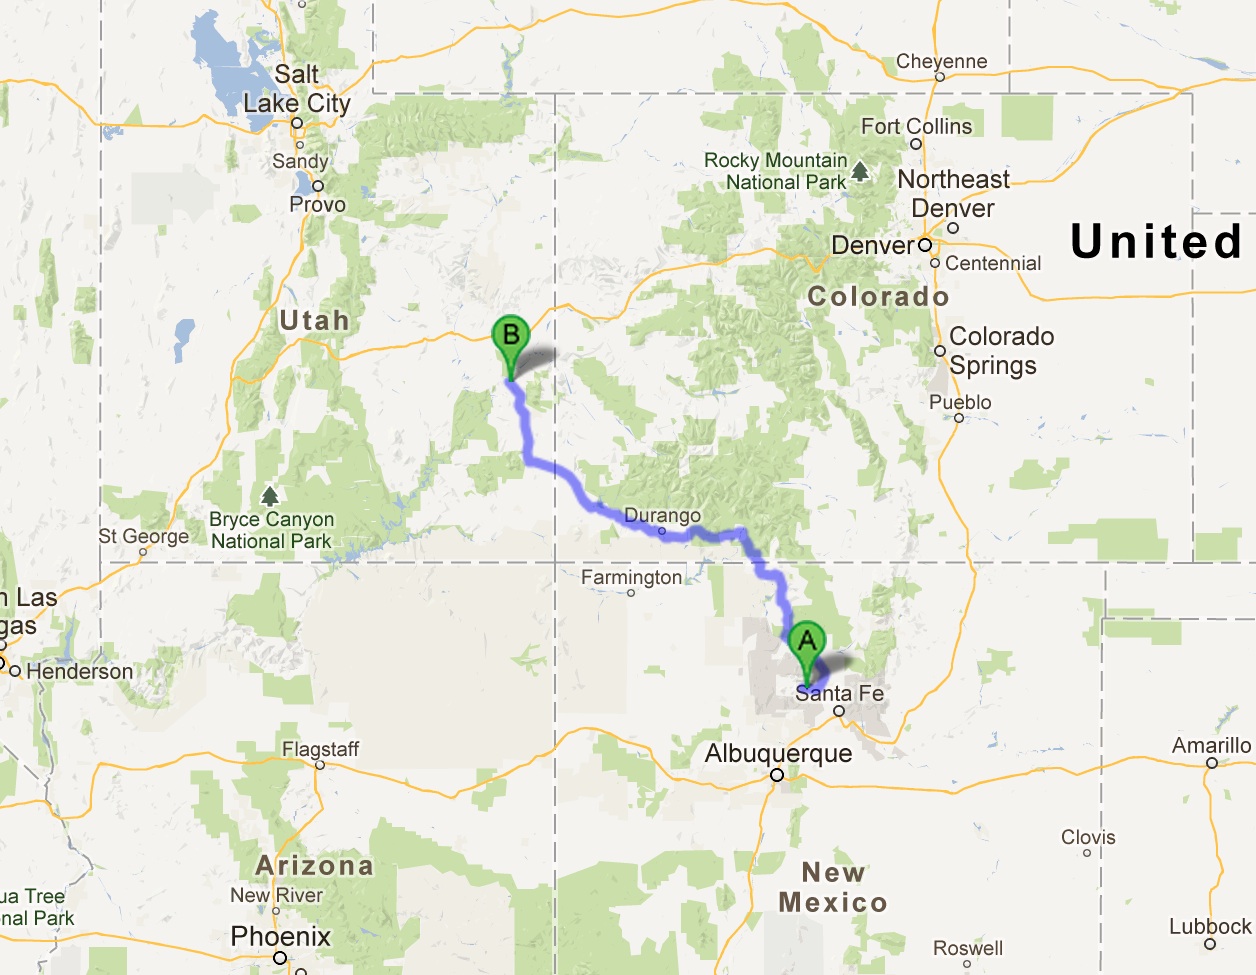 Cheyenne
Salt
Lake City
Fort Collins
Sandy
Rocky Mountain
National Park
Northeast
Denver
Provo
Denver
United
Centennial
Colorado
Utah
B
Colorado
Springs
Pueblo
Bryce Canyon
National Park
Durango
St George
Farmington
n Las
gas
A
Henderson
Santa Fe
Flagstaff
Albuquerque
Amarillo
Clovis
Arizona
New
Mexico
New River
ua Tree
onal Park
Phoenix
Roswell
Lubbock